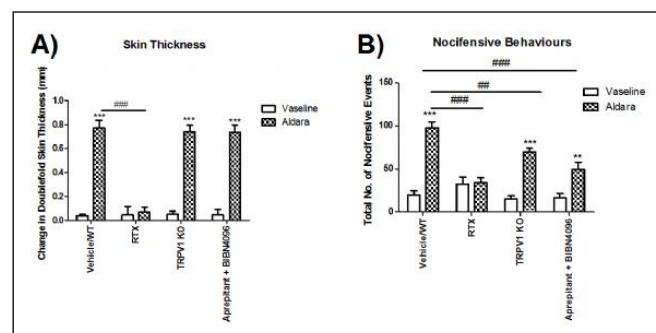 A)
Skin Thickness
Change in Doublefold Skin Thickness (mm)
1.0
0.8
0.6
0.4
0.2
0.0
***
###
***
***
Vaseline
Aldara
Vehicle/WT
RTX
TRPV1 KO
Aprepitant + BIBN4096
B)
Nocifensive Behaviours
Total No. of Nocifensive Events
150
100
50
0
###
##
###
***
***
**
Vaseline
Aldara
Vehicle/WT
RTX
TRPV1 KO
Aprepitant + BIBN4096